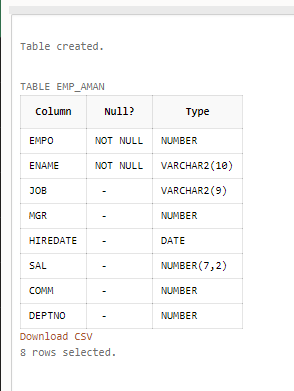 Table created.
TABLE EMP_AMAN
Column Null? Type
EMPO NOT NULL NUMBER
ENAME NOT NULL VARCHAR2(10)
JOB - VARCHAR2(9)
MGR - NUMBER
HIREDATE - DATE
SAL - NUMBER(7,2)
COMM - NUMBER
DEPTNO - NUMBER
Download CSV
8 rows selected.